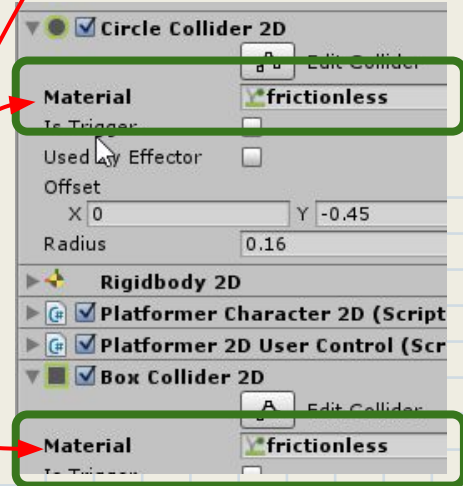 Circle Collider 2D
Edit Collider
Material frictionless
Is Trigger
Used By Effector
Offset
X 0 Y -0.45
Radius 0.16
Rigidbody 2D
Platformer Character 2D (Script
Platformer 2D User Control (Scr
Box Collider 2D
Edit Collider
Material frictionless
Is Trigger